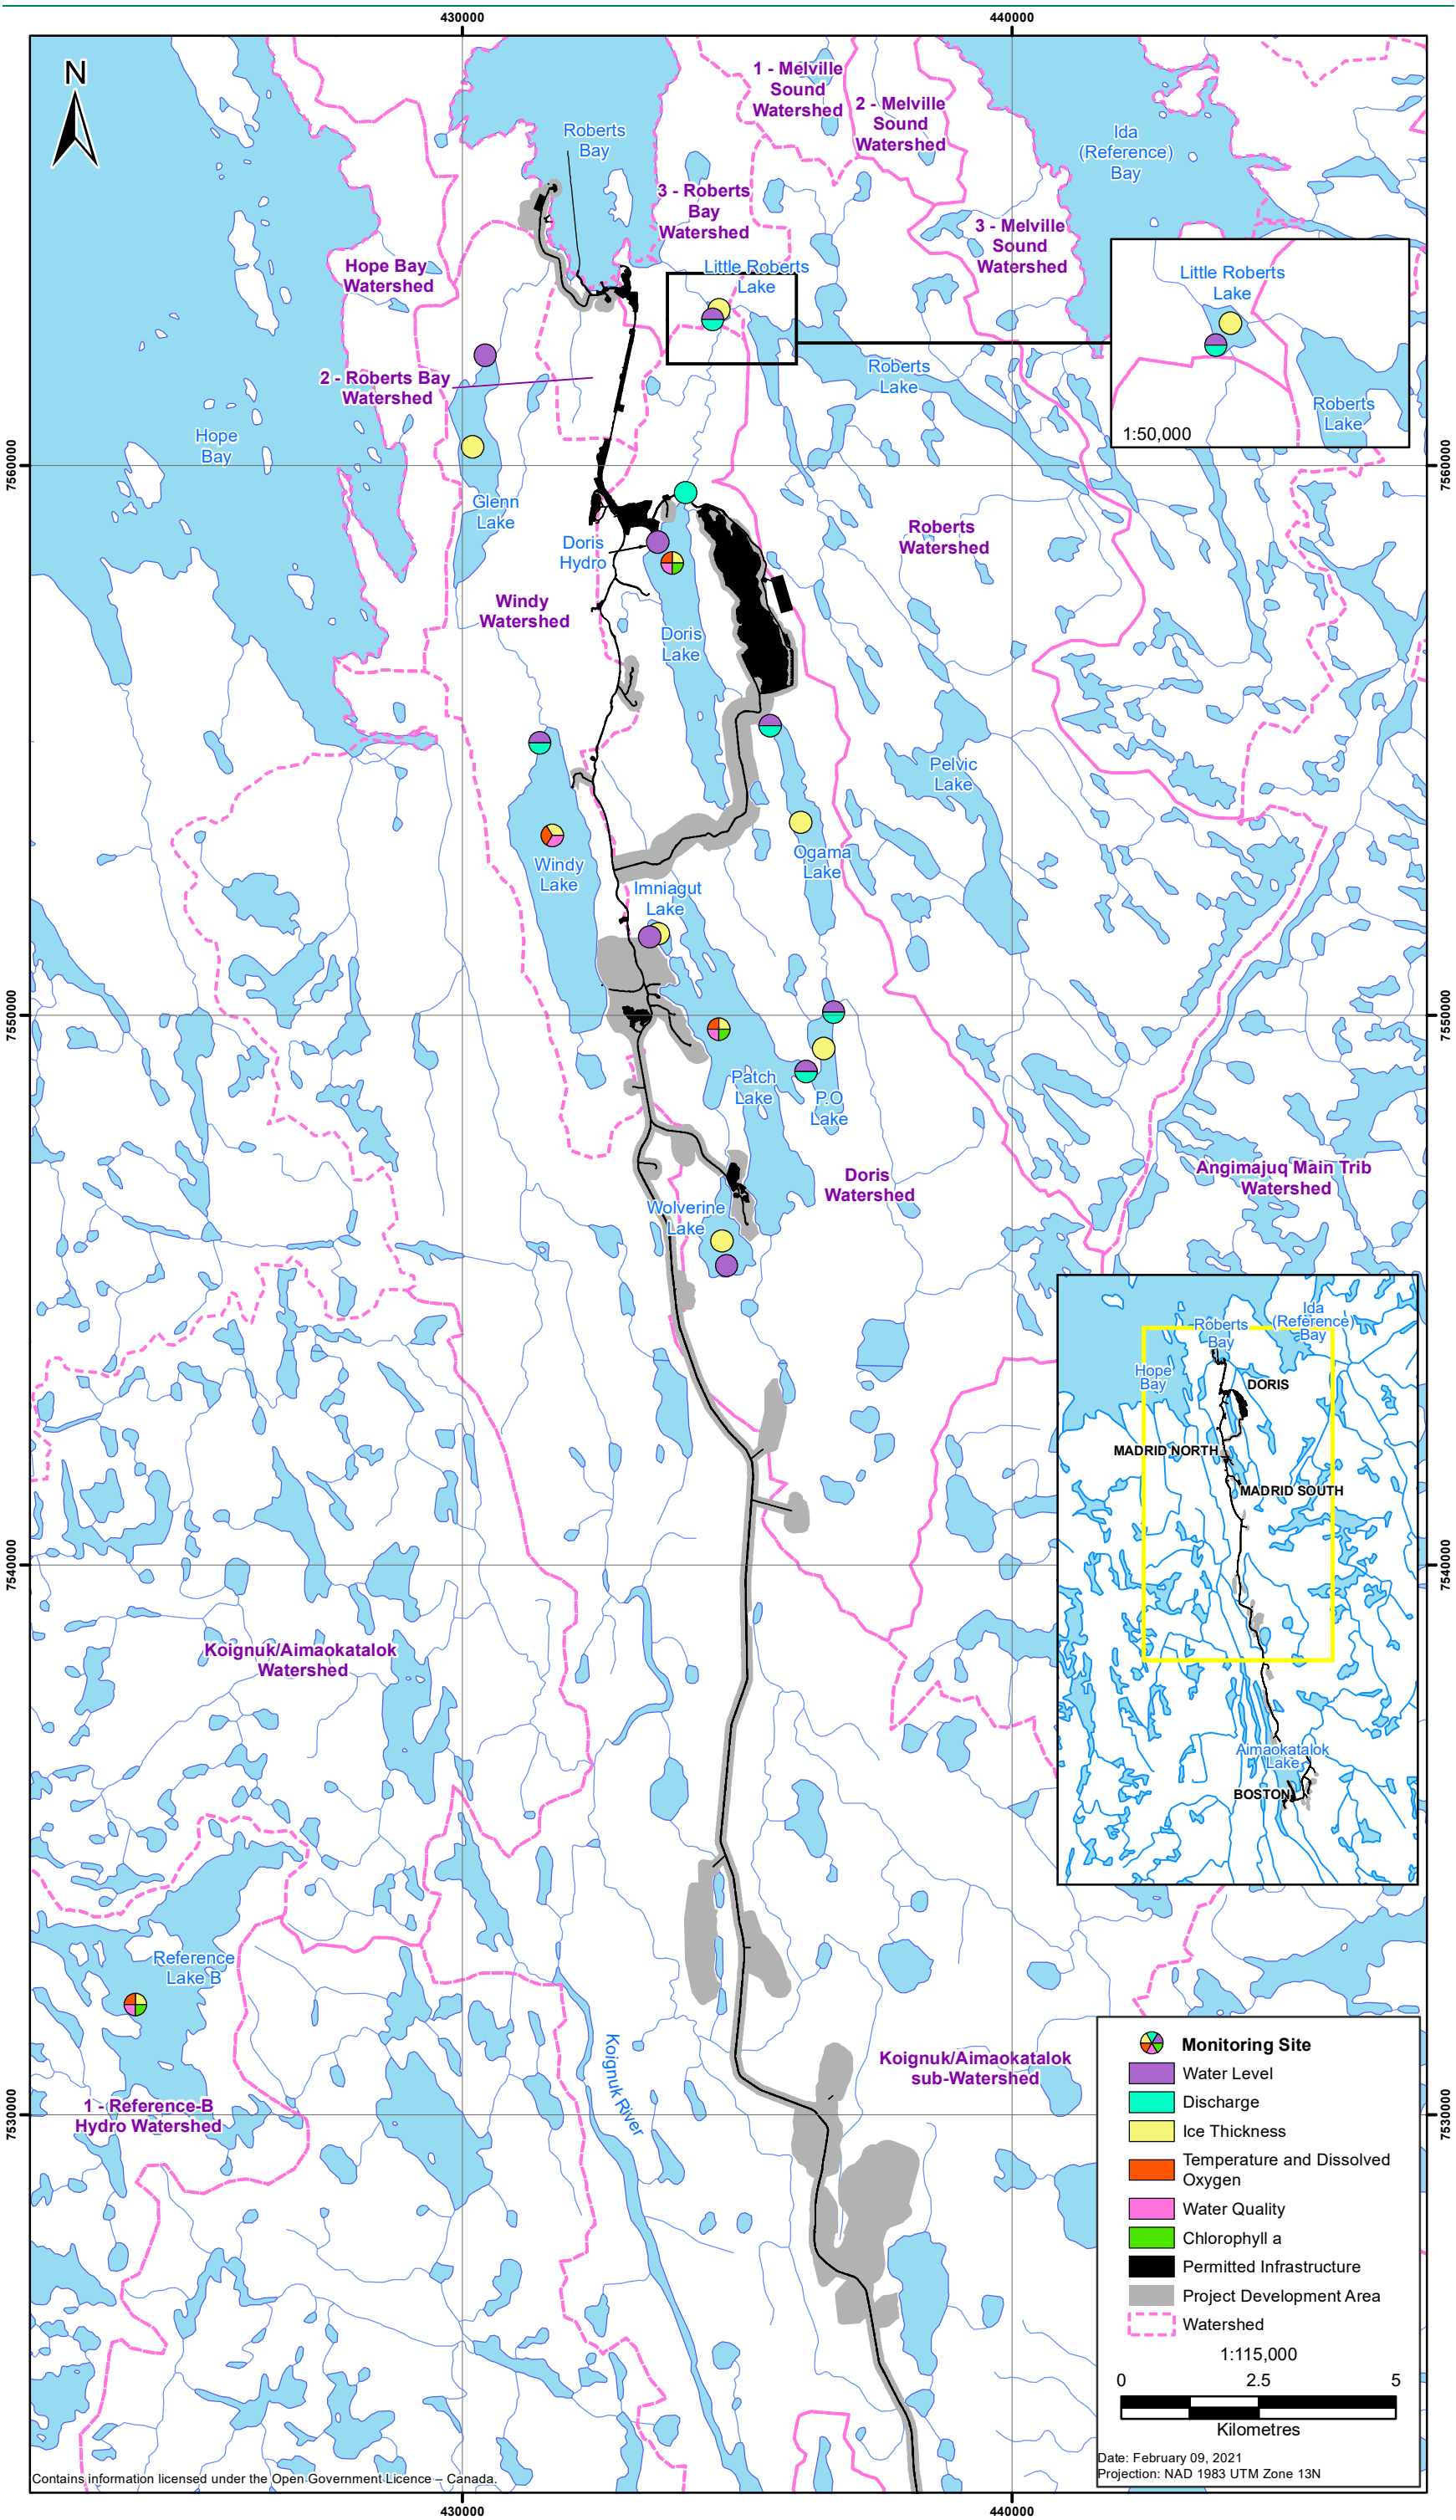 430000
440000
N
1 - Melville
Sound
Watershed
2 - Melville
Sound
Watershed
Roberts
Bay
Ida
(Reference)
Bay
3 - Roberts
Bay
Watershed
3 - Melville
Sound
Watershed
Hope Bay
Watershed
Little Roberts
Lake
Little Roberts
Lake
Roberts
Lake
1:50,000
2 - Roberts Bay
Watershed
Roberts
Lake
Hope
Bay
7560000
7560000
Glenn
Lake
Doris
Hydro
Roberts
Watershed
Windy
Watershed
Doris
Lake
Pelvic
Lake
Windy
Lake
Ogama
Lake
Imniagut
Lake
7550000
7550000
Patch
Lake
P.O
Lake
Doris
Watershed
Angimajuq Main Trib
Watershed
Wolverine
Lake
Ida
(Reference)
Bay
Roberts
Bay
Hope
Bay
DORIS
MADRID NORTH
MADRID SOUTH
Aimaokatalok
Lake
BOSTON
7540000
7540000
Koignuk/Aimaokatalok
Watershed
Reference
Lake B
Koignuk River
Koignuk/Aimaokatalok
sub-Watershed
1 - Reference-B
Hydro Watershed
7530000
7530000
Monitoring Site
Water Level
Discharge
Ice Thickness
Temperature and Dissolved
Oxygen
Water Quality
Chlorophyll a
Permitted Infrastructure
Project Development Area
Watershed
1:115,000
0 2.5 5
Kilometres
Date: February 09, 2021
Projection: NAD 1983 UTM Zone 13N
Contains information licensed under the Open Government Licence – Canada.
430000
440000